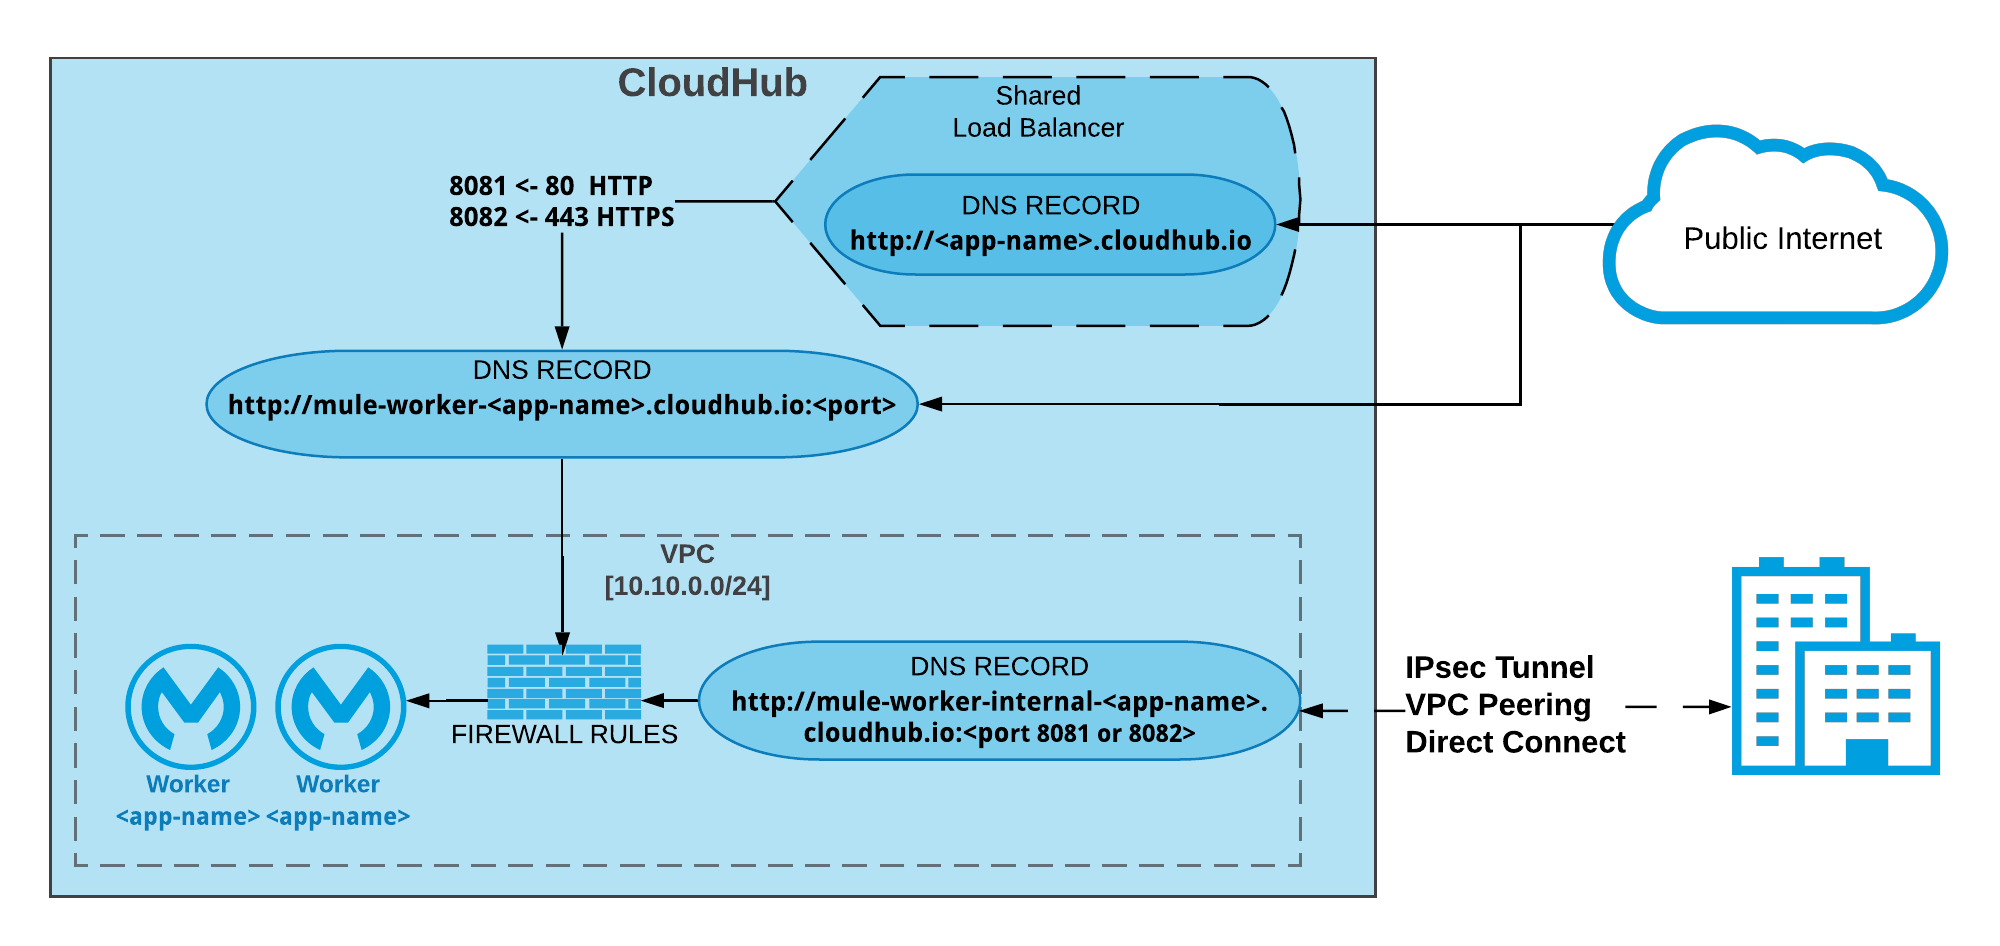 CloudHub
Shared
Load Balancer
8081 <- 80  HTTP
8082 <- 443 HTTPS
DNS RECORD
http://<app-name>.cloudhub.io
Public Internet
DNS RECORD
http://mule-worker-<app-name>.cloudhub.io:<port>
VPC
[10.10.0.0/24]
DNS RECORD
http://mule-worker-internal-<app-name>.
cloudhub.io:<port 8081 or 8082>
FIREWALL RULES
Worker
<app-name>
Worker
<app-name>
IPsec Tunnel
VPC Peering
Direct Connect